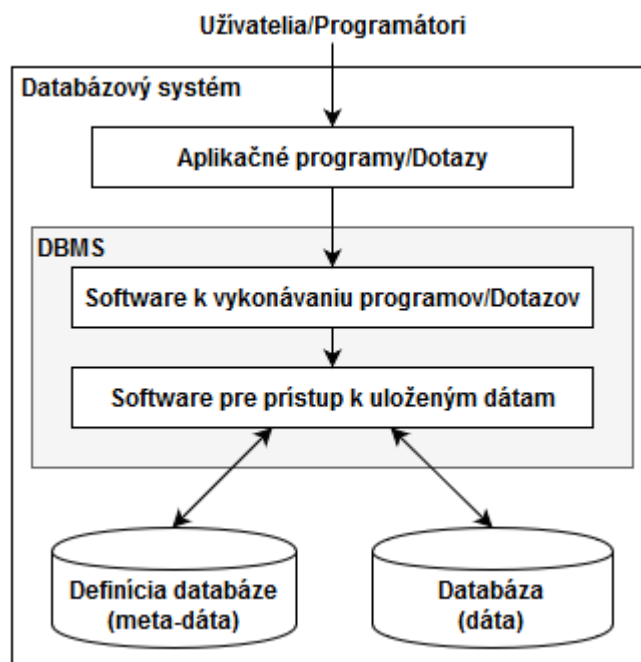 Užívatelia/Programátori
Databázový systém
Aplikačné programy/Dotazy
DBMS
Software k vykonávaniu programov/Dotazov
Software pre prístup k uloženým dátam
Definícia databáze
(meta-dáta)
Databáza
(dáta)